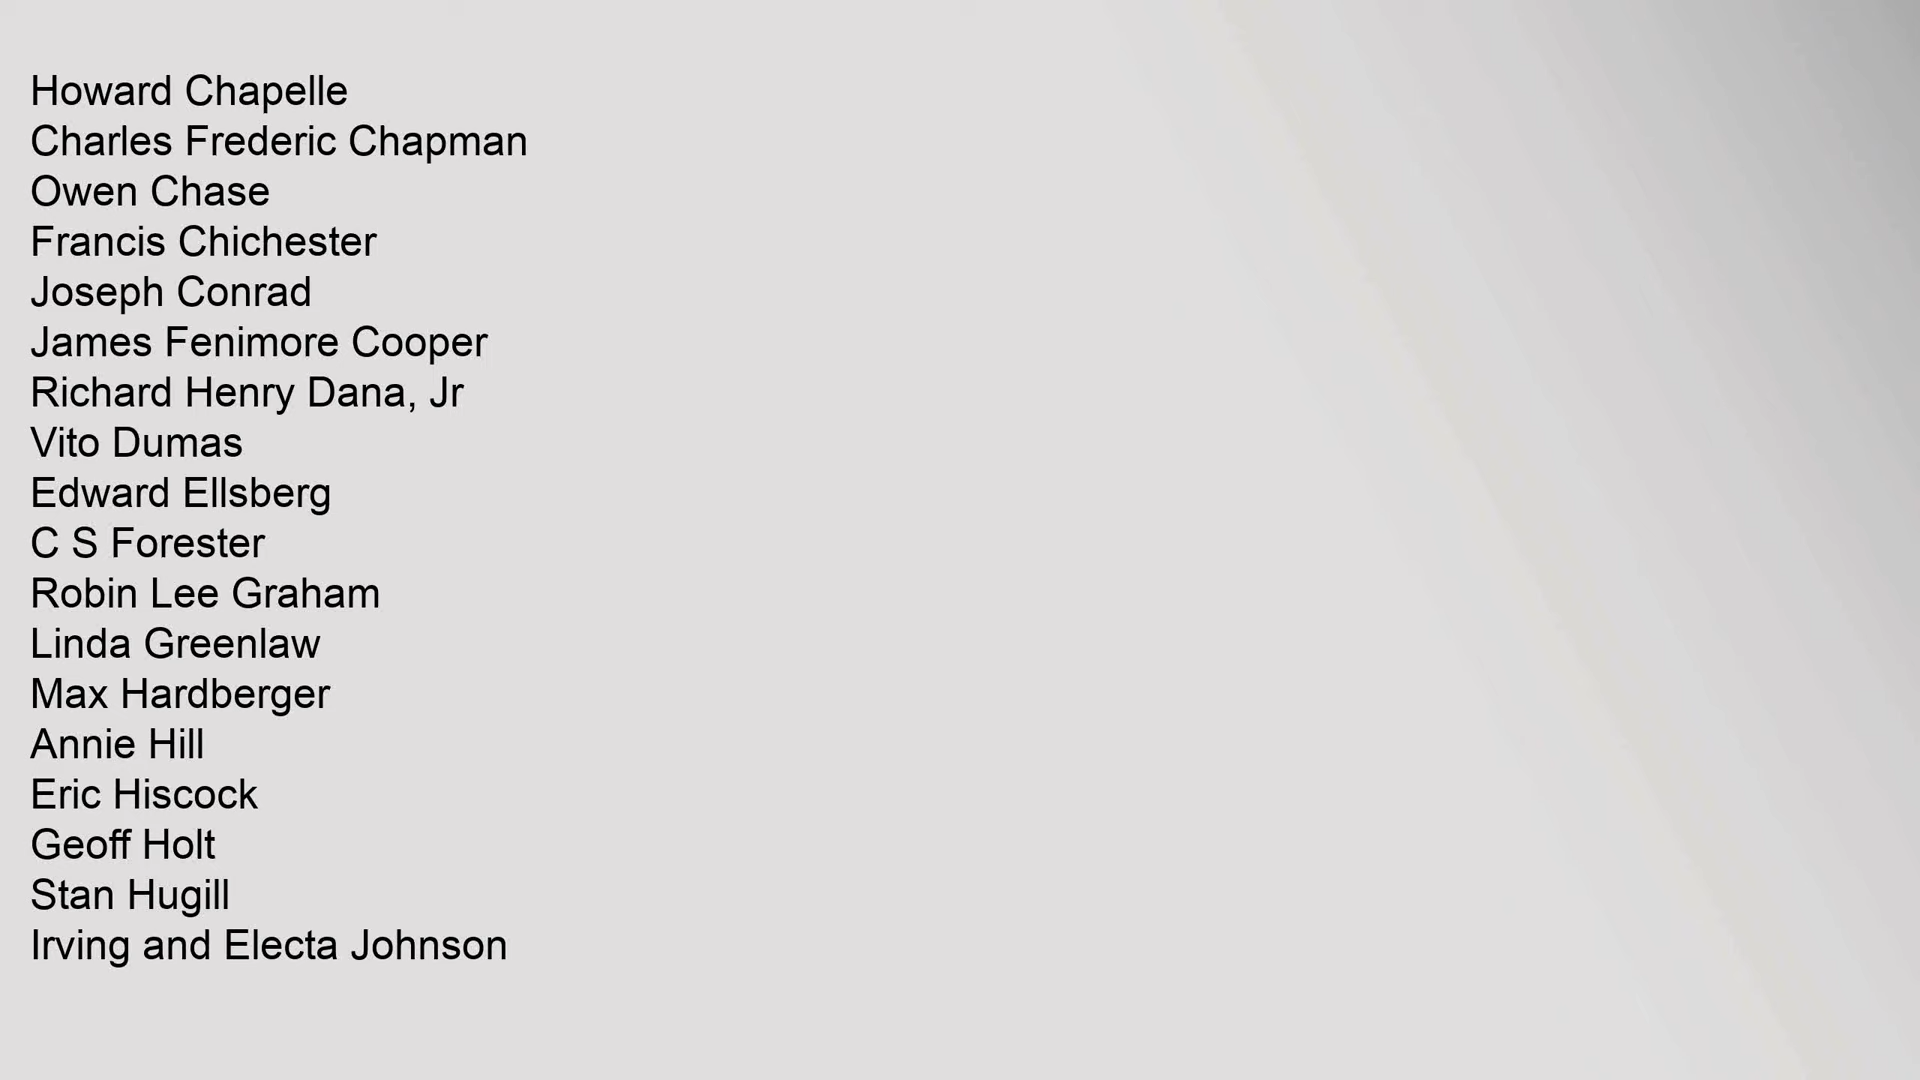 Howard Chapelle
Charles Frederic Chapman
Owen Chase
Francis Chichester
Joseph Conrad
James Fenimore Cooper
Richard Henry Dana, Jr
Vito Dumas
Edward Ellsberg
C S Forester
Robin Lee Graham
Linda Greenlaw
Max Hardberger
Annie Hill
Eric Hiscock
Geoff Holt
Stan Hugill
Irving and Electa Johnson